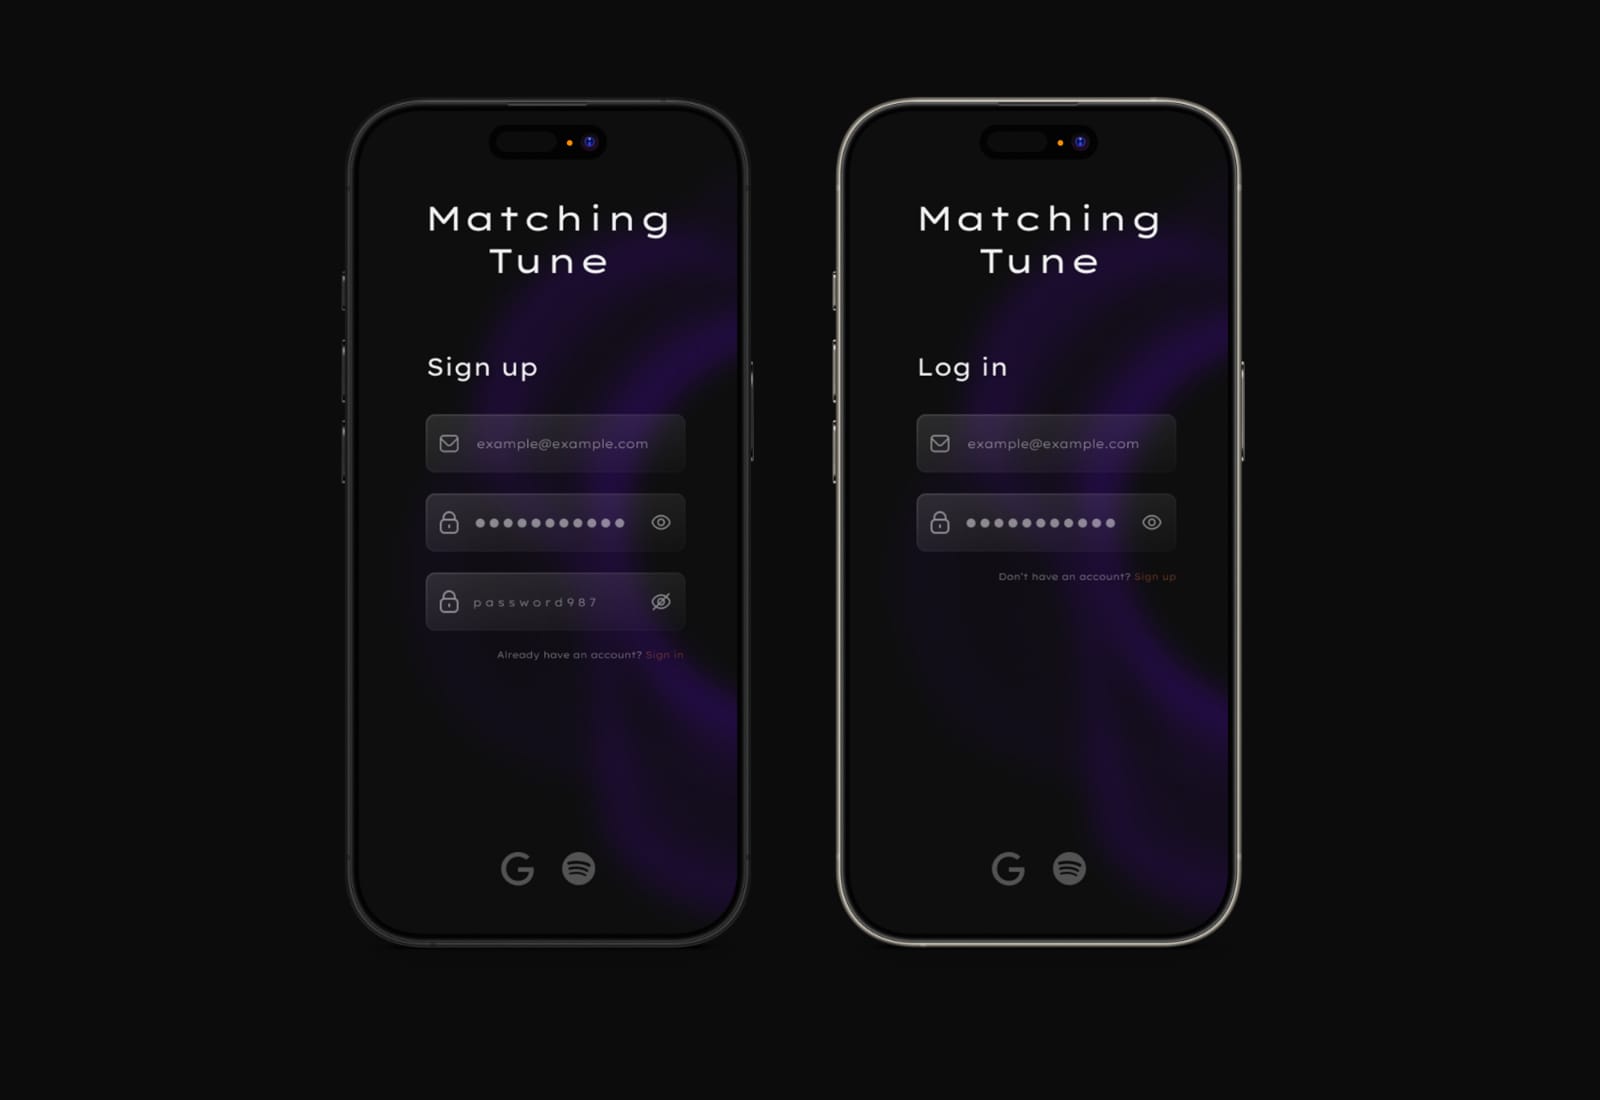 Matching
Tune
Sign up
example@example.com
password987
Already have an account? Sign in
Matching
Tune
Log in
example@example.com
Don't have an account? Sign up